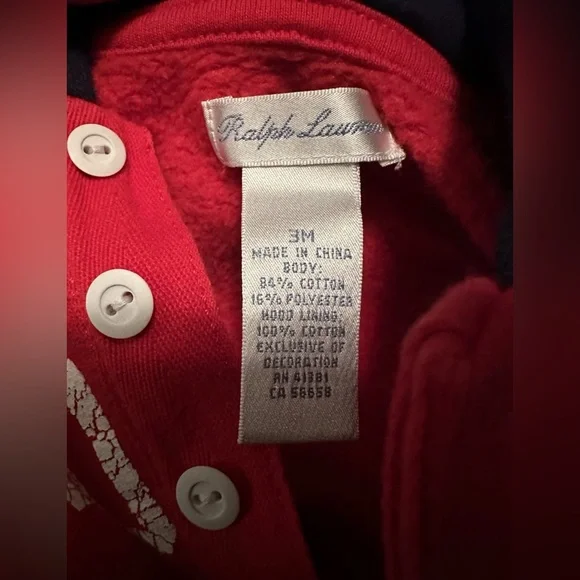 Ralph Lauren
3M
MADE IN CHINA
BODY:
84% COTTON
16% POLYESTER
HOOD LINING:
100% COTTON
EXCLUSIVE OF
DECORATION
RN 41381
CA 56658